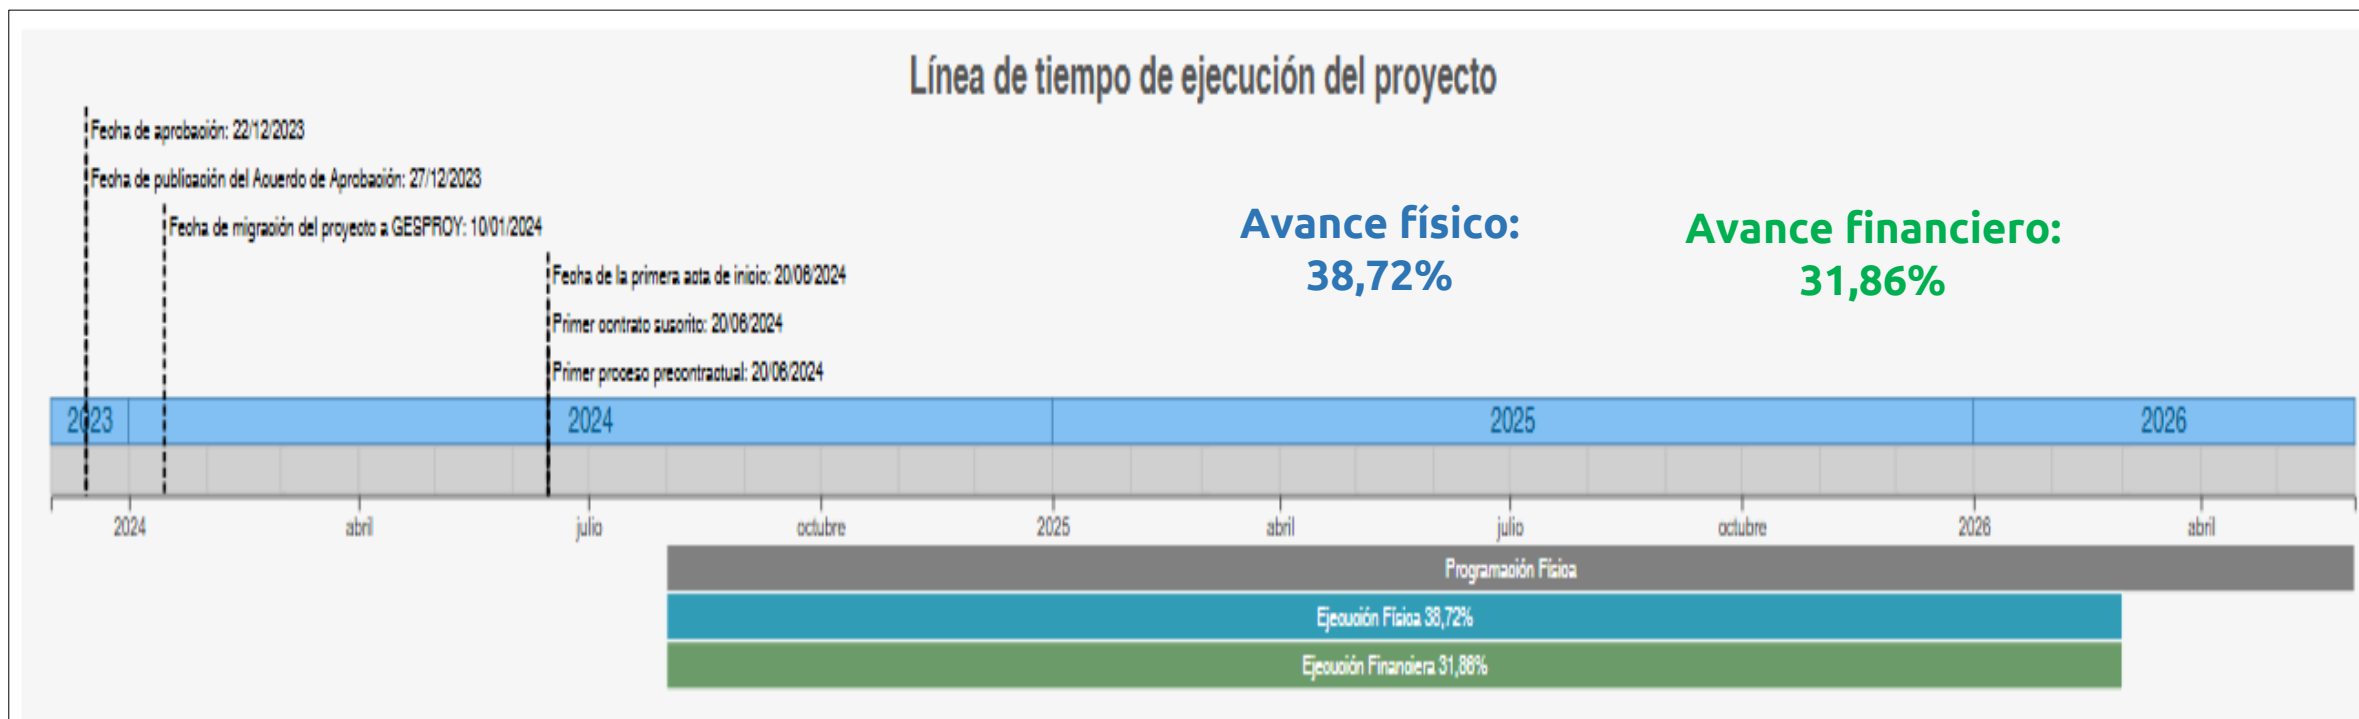 Línea de tiempo de ejecución del proyecto
Fecha de aprobación: 22/12/2023
Fecha de publicación del Acuerdo de Aprobación: 27/12/2023
Fecha de migración del proyecto a GESPROY: 10/01/2024
Fecha de la primera acta de inicio: 20/06/2024
Primer contrato suscrito: 20/06/2024
Primer proceso precontractual: 20/06/2024
Avance físico:
38,72%
Avance financiero:
31,86%
2023 2024 2025 2026
2024 abril julio octubre 2025 abril julio octubre 2026 abril
Programación Física
Ejecución Física 38,72%
Ejecución Financiera 31,86%